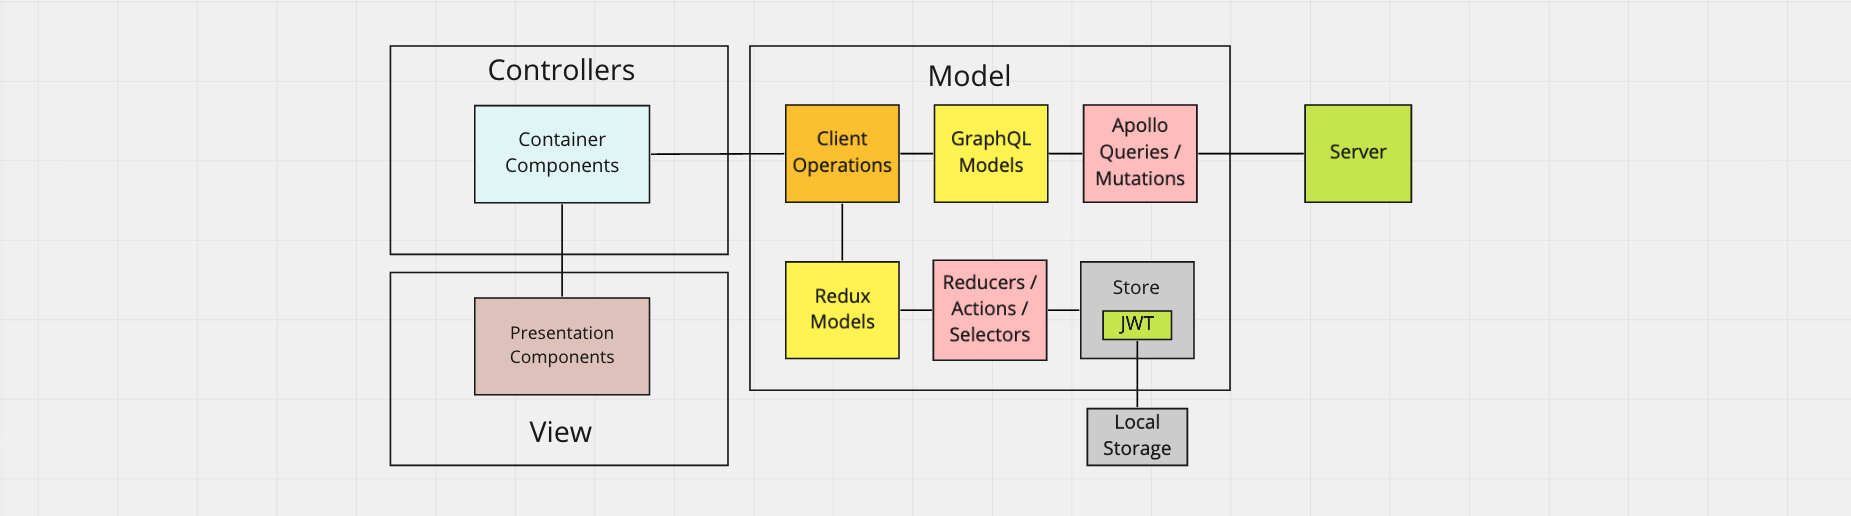 Controllers
Container
Components
Presentation
Components
View
Model
Client
Operations
GraphQL
Models
Apollo
Queries /
Mutations
Server
Redux
Models
Reducers /
Actions /
Selectors
Store
JWT
Local
Storage